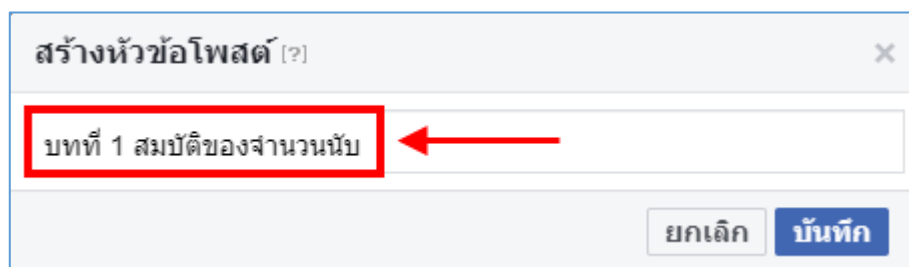 สร้างหัวข้อโพสต์ [?]
บทที่ 1 สมบัติของจำนวนนับ
ยกเลิก บันทึก